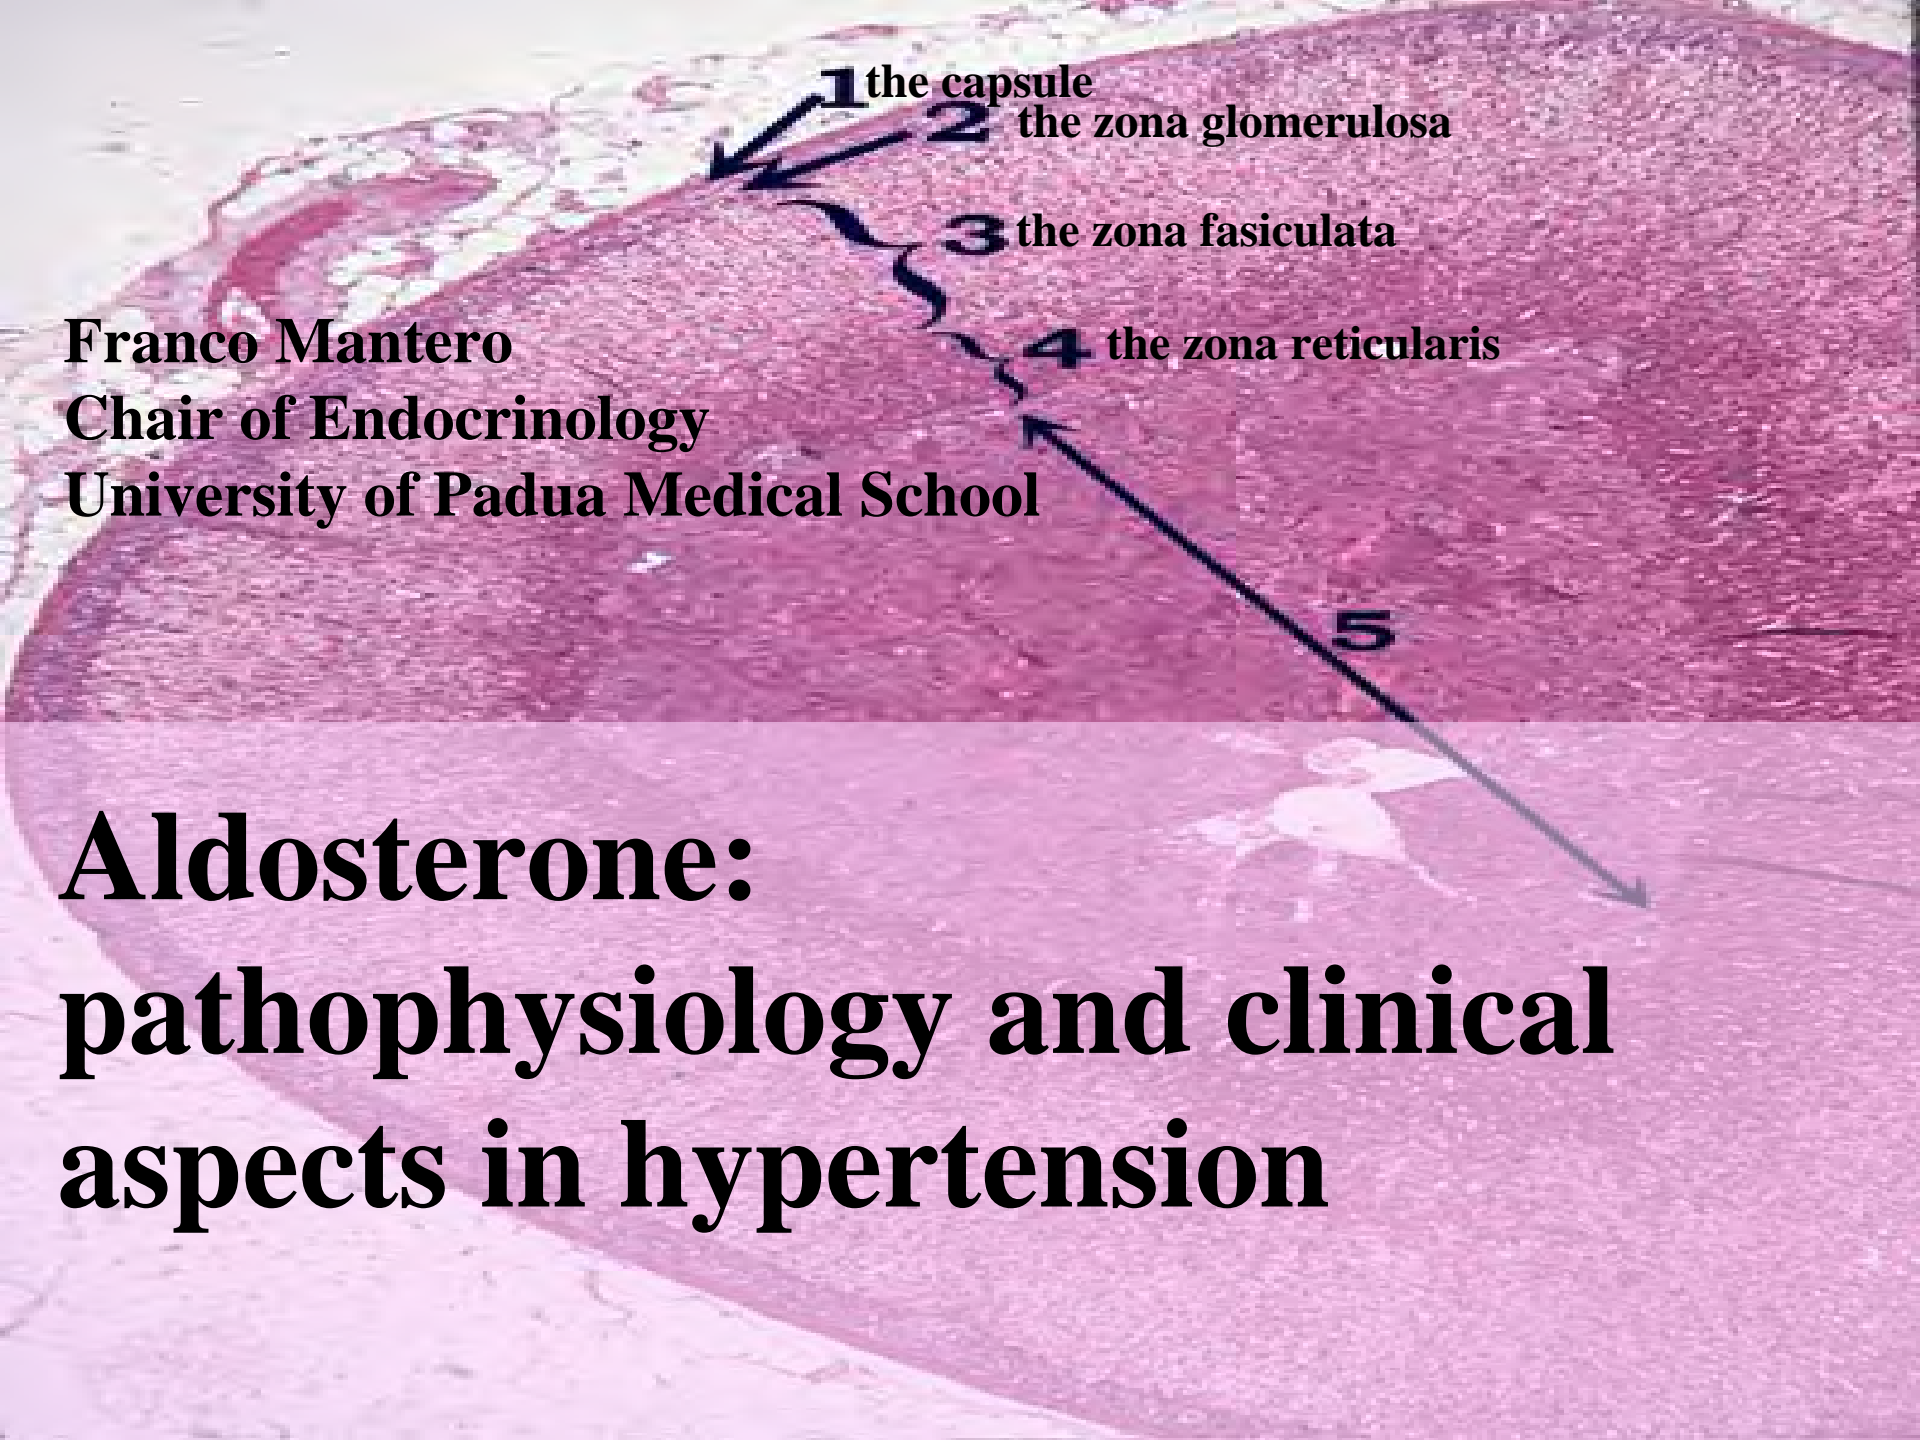 1 the capsule
2 the zona glomerulosa
3 the zona fasiculata
4 the zona reticularis
Franco Mantero
Chair of Endocrinology
University of Padua Medical School
5
Aldosterone:
pathophysiology and clinical
aspects in hypertension